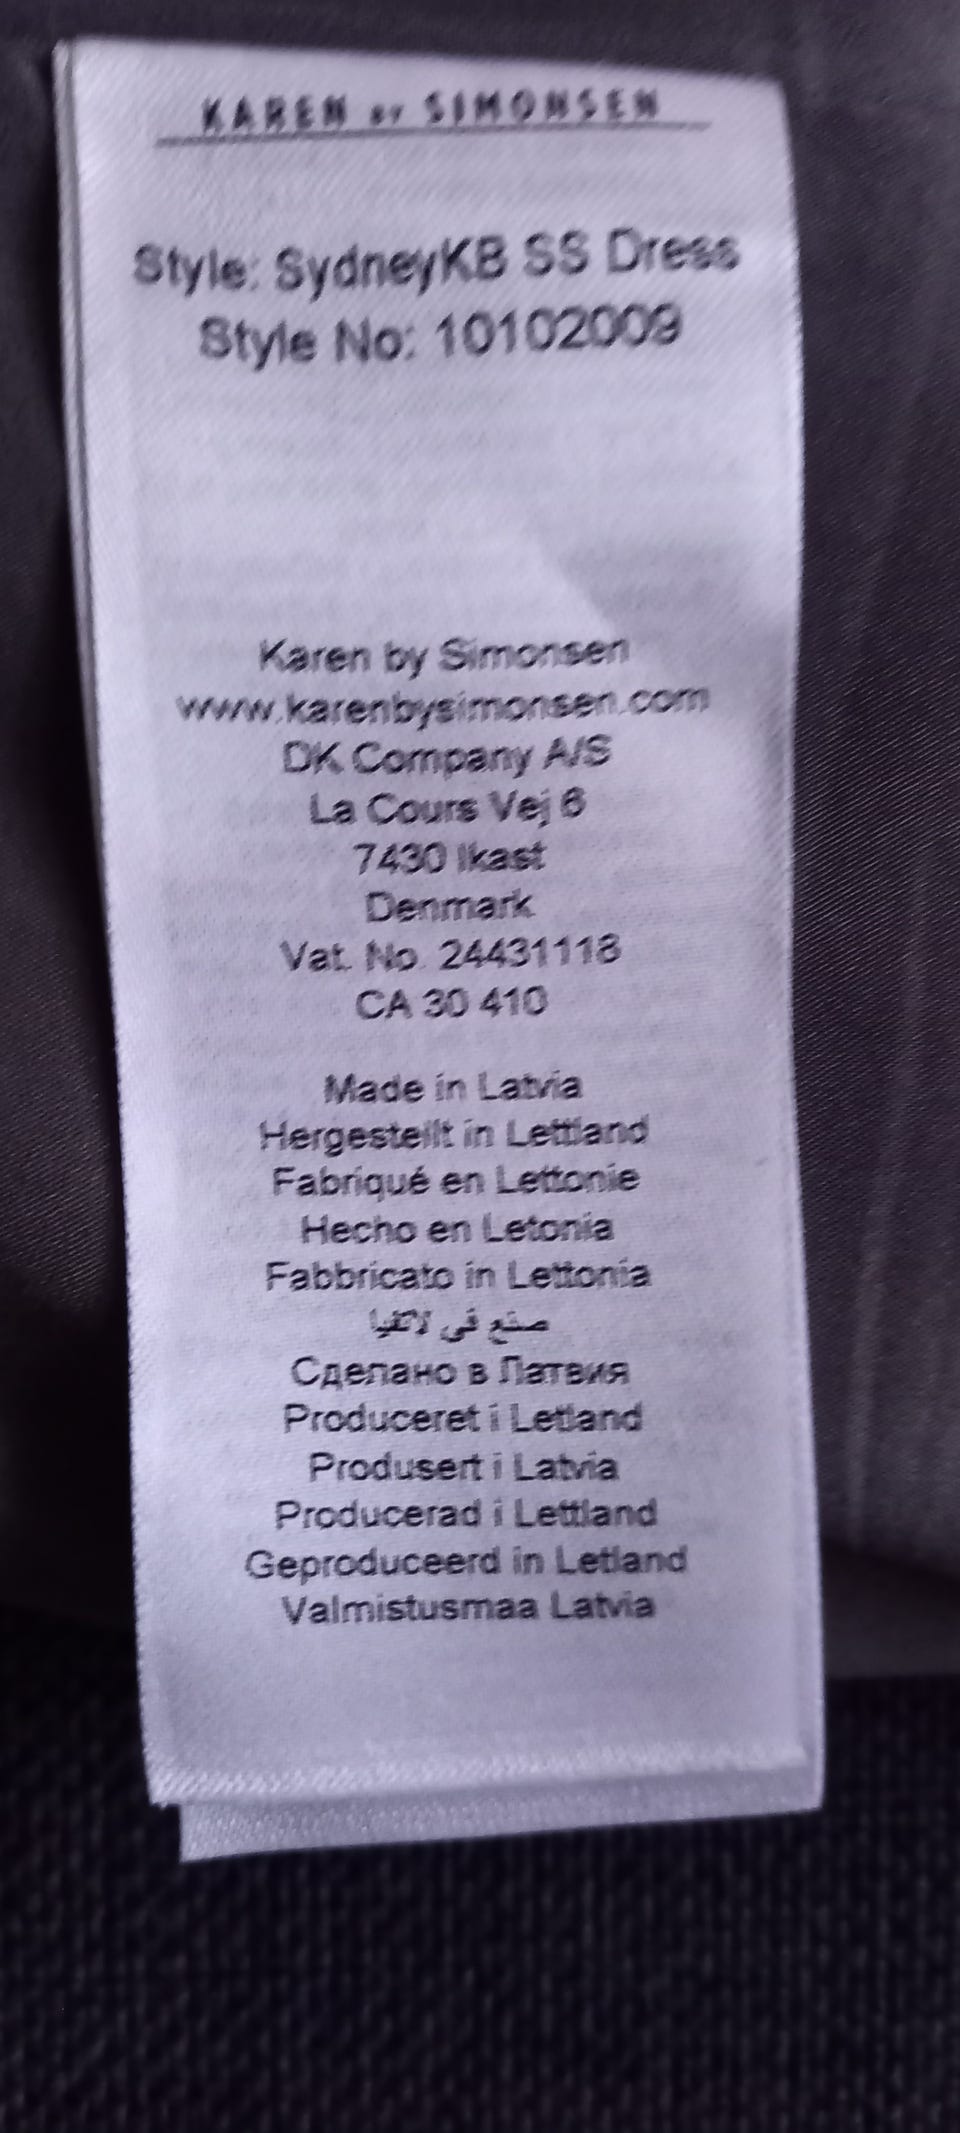 KAREN BY SIMONSEN
Style: SydneyKB SS Dress
Style No: 10102009
Karen by Simonsen
www.karenbysimonsen.com
DK Company A/S
La Cours Vej 6
7430 Ikast
Denmark
Vat. No. 24431118
CA 30 410
Made in Latvia
Hergestellt in Lettland
Fabriqué en Lettonie
Hecho en Letonia
Fabbricato in Lettonia
صنع في لاتفيا
Сделано в Латвия
Produceret i Letland
Produsert i Latvia
Producerad i Lettland
Geproduceerd in Letland
Valmistusmaa Latvia